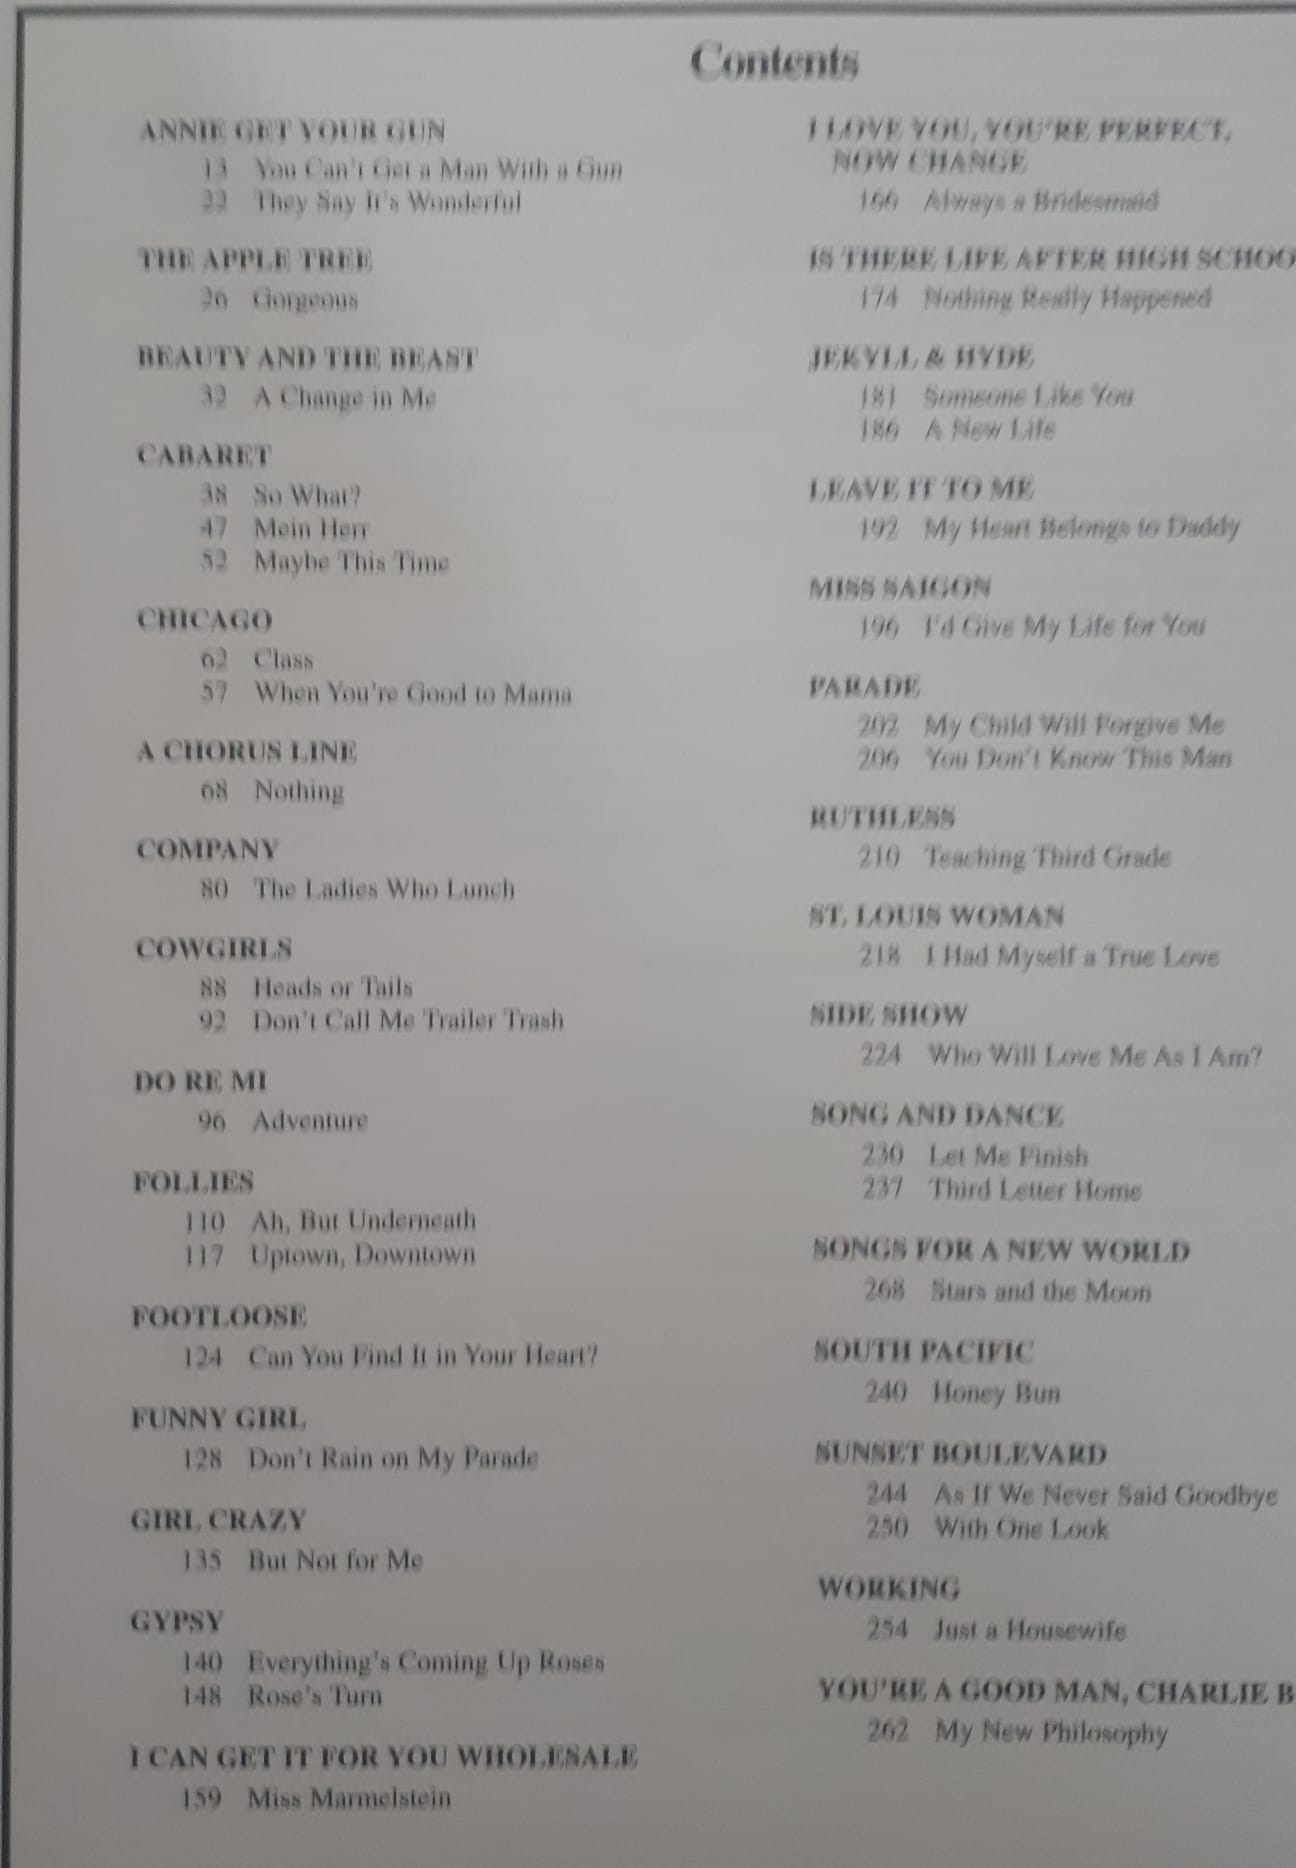 Contents
ANNIE GET YOUR GUN
13 You Can't Get a Man With a Gun
22 They Say It's Wonderful
THE APPLE TREE
26 Gorgeous
BEAUTY AND THE BEAST
32 A Change in Me
CABARET
38 So What?
47 Mein Herr
52 Maybe This Time
CHICAGO
62 Class
57 When You're Good to Mama
A CHORUS LINE
68 Nothing
COMPANY
80 The Ladies Who Lunch
COWGIRLS
88 Heads or Tails
92 Don't Call Me Trailer Trash
DO RE MI
96 Adventure
FOLLIES
110 Ah, But Underneath
117 Uptown, Downtown
FOOTLOOSE
124 Can You Find It in Your Heart?
FUNNY GIRL
128 Don't Rain on My Parade
GIRL CRAZY
135 But Not for Me
GYPSY
140 Everything's Coming Up Roses
148 Rose's Turn
I CAN GET IT FOR YOU WHOLESALE
159 Miss Marmelstein
I LOVE YOU, YOU'RE PERFECT,
NOW CHANGE
166 Always a Bridesmaid
IS THERE LIFE AFTER HIGH SCHOO
174 Nothing Really Happened
JEKYLL & HYDE
181 Someone Like You
186 A New Life
LEAVE IT TO ME
192 My Heart Belongs to Daddy
MISS SAIGON
196 I'd Give My Life for You
PARADE
202 My Child Will Forgive Me
206 You Don't Know This Man
RUTHLESS
210 Teaching Third Grade
ST. LOUIS WOMAN
218 I Had Myself a True Love
SIDE SHOW
224 Who Will Love Me As I Am?
SONG AND DANCE
230 Let Me Finish
237 Third Letter Home
SONGS FOR A NEW WORLD
268 Stars and the Moon
SOUTH PACIFIC
240 Honey Bun
SUNSET BOULEVARD
244 As If We Never Said Goodbye
250 With One Look
WORKING
254 Just a Housewife
YOU'RE A GOOD MAN, CHARLIE B
262 My New Philosophy